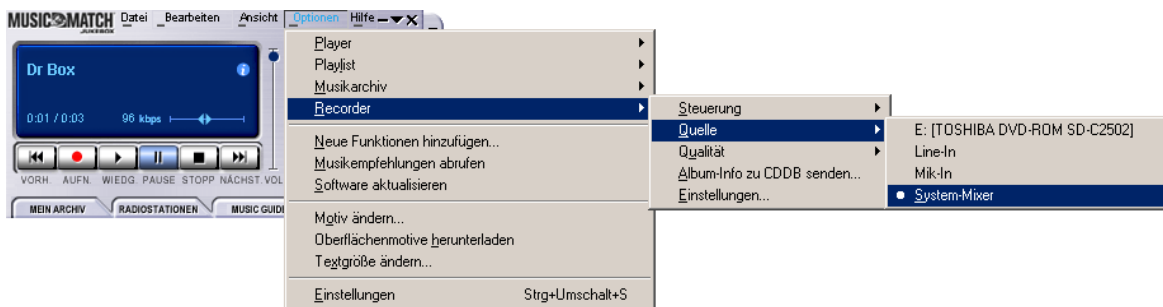 MUSICMATCH
JUKEBOX
Datei Bearbeiten Ansicht Optionen Hilfe
Dr Box
0:01 / 0:03 96 kbps
VORH. AUFN. WIEDG. PAUSE STOPP NÄCHST. VOL
MEIN ARCHIV RADIOSTATIONEN MUSIC GUIDE
Player
Playlist
Musikarchiv
Recorder
Neue Funktionen hinzufügen...
Musikempfehlungen abrufen
Software aktualisieren
Motiv ändern...
Oberflächenmotive herunterladen
Textgröße ändern...
Einstellungen Strg+Umschalt+S
Steuerung
Quelle
Qualität
Album-Info zu CDDB senden...
Einstellungen...
E: [TOSHIBA DVD-ROM SD-C2502]
Line-In
Mik-In
System-Mixer